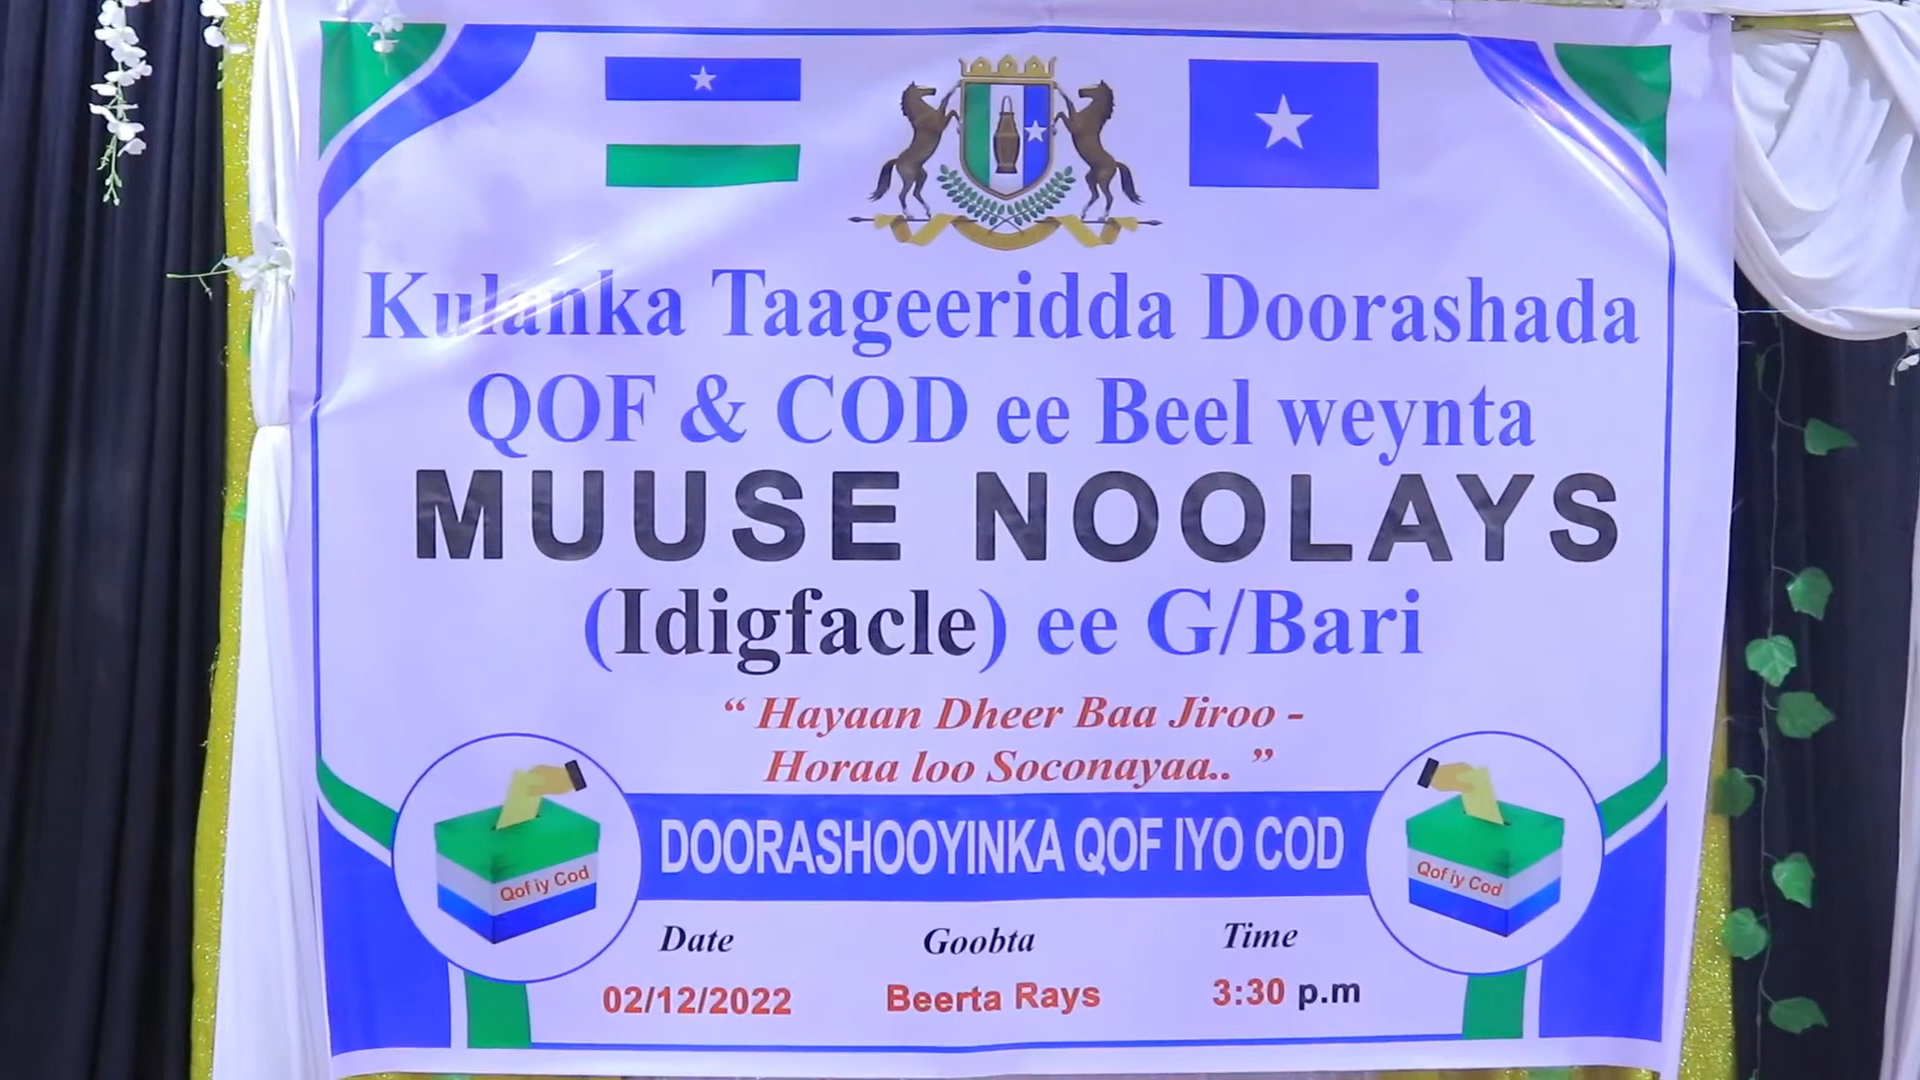 Kulanka Taageeridda Doorashada
QOF & COD ee Beel weynta
MUUSE NOOLAYS
(Idigfacle) ee G/Bari
“ Hayaan Dheer Baa Jiroo -
Horaa loo Soconayaa.. ”
DOORASHOOYINKA QOF IYO COD
Qof iy Cod
Qof iy Cod
Date Goobta Time
02/12/2022 Beerta Rays 3:30 p.m